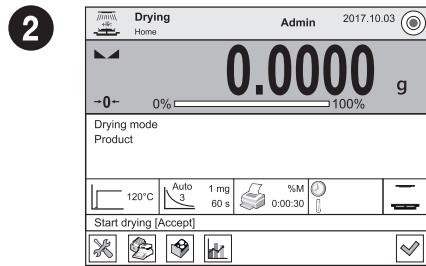 2
Drying
Home
Admin
2017.10.03
0.0000 g
→0←
0% 100%
Drying mode
Product
120°C
Auto
3
1 mg
60 s
%M
0:00:30
Start drying [Accept]